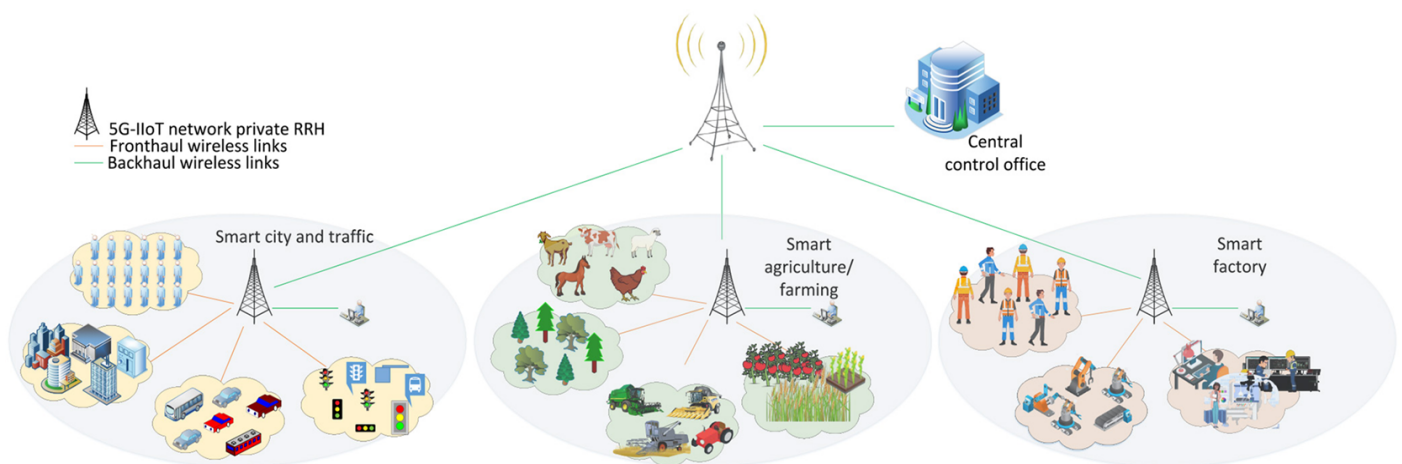 5G-IIoT network private RRH
Fronthaul wireless links
Backhaul wireless links
Central
control office
Smart city and traffic
Smart
agriculture/
farming
Smart
factory